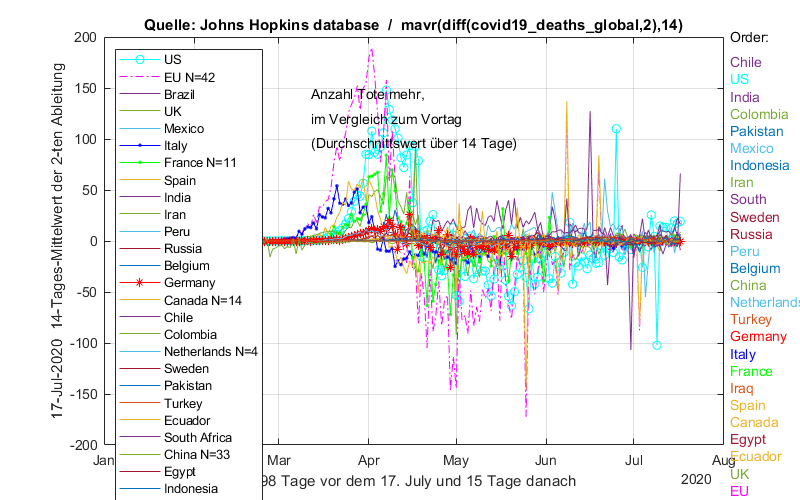 Quelle: Johns Hopkins database / mavr(diff(covid19_deaths_global,2),14)
17-Jul-2020 14-Tages-Mittelwert der 2-ten Ableitung
200
150
100
50
0
-50
-100
-150
-200
US
EU N=42
Brazil
UK
Mexico
Italy
France N=11
Spain
India
Iran
Peru
Russia
Belgium
Germany
Canada N=14
Chile
Colombia
Netherlands N=4
Sweden
Pakistan
Turkey
Ecuador
South Africa
China N=33
Egypt
Indonesia
Anzahl Tote mehr,
im Vergleich zum Vortag
(Durchschnittswert über 14 Tage)
Jan Mar Apr May Jun Jul Aug
98 Tage vor dem 17. July und 15 Tage danach
2020
Order:
Chile
US
India
Colombia
Pakistan
Mexico
Indonesia
Iran
South
Sweden
Russia
Peru
Belgium
China
Netherlands
Turkey
Germany
Italy
France
Iraq
Spain
Canada
Egypt
Ecuador
UK
EU